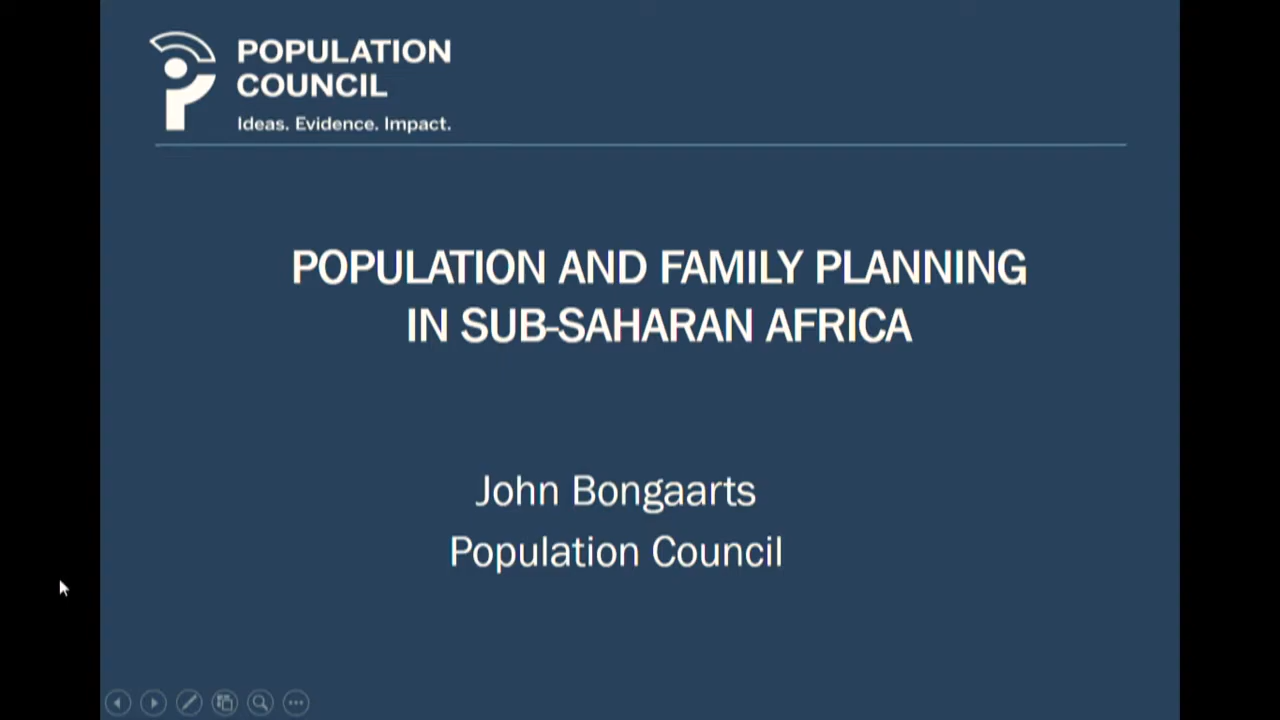 POPULATION
COUNCIL
Ideas. Evidence. Impact.
POPULATION AND FAMILY PLANNING
IN SUB-SAHARAN AFRICA
John Bongaarts
Population Council